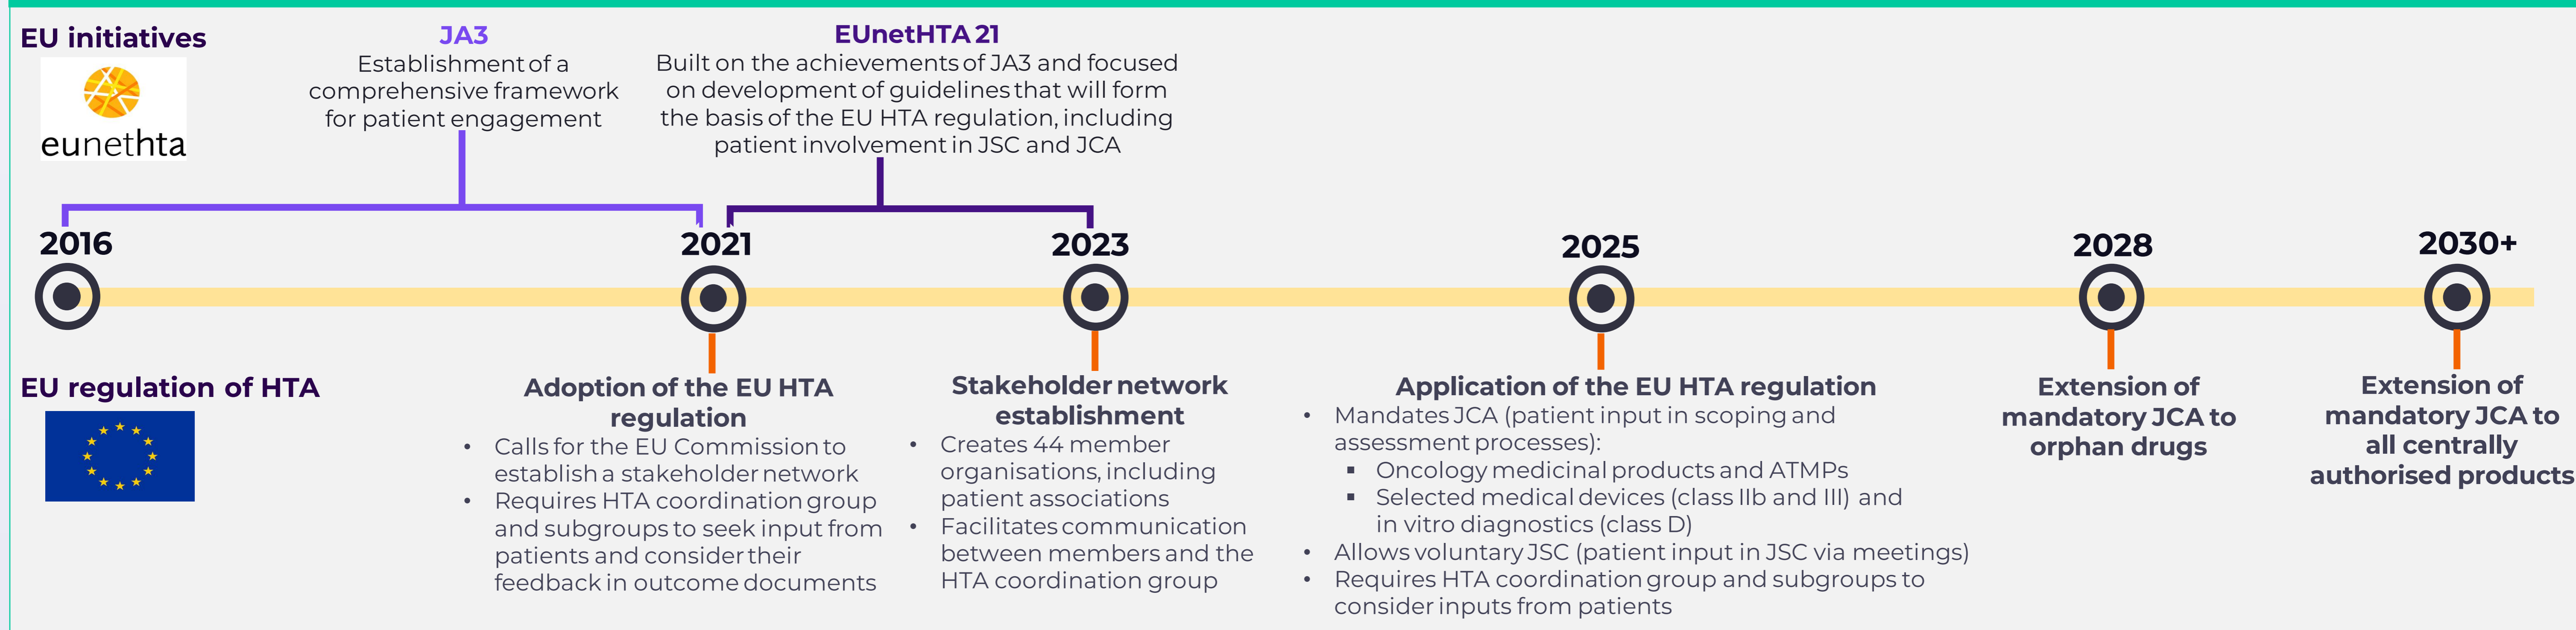 EU initiatives
eunethta
JA3
Establishment of a
comprehensive framework
for patient engagement
EUnetHTA 21
Built on the achievements of JA3 and focused
on development of guidelines that will form
the basis of the EU HTA regulation, including
patient involvement in JSC and JCA
2016
2021
2023
2025
2028
2030+
EU regulation of HTA
Adoption of the EU HTA
regulation
• Calls for the EU Commission to
establish a stakeholder network
• Requires HTA coordination group
and subgroups to seek input from
patients and consider their
feedback in outcome documents
Stakeholder network
establishment
• Creates 44 member
organisations, including
patient associations
• Facilitates communication
between members and the
HTA coordination group
Application of the EU HTA regulation
• Mandates JCA (patient input in scoping and
assessment processes):
▪ Oncology medicinal products and ATMPs
▪ Selected medical devices (class IIb and III) and
in vitro diagnostics (class D)
• Allows voluntary JSC (patient input in JSC via meetings)
• Requires HTA coordination group and subgroups to
consider inputs from patients
Extension of
mandatory JCA to
orphan drugs
Extension of
mandatory JCA to
all centrally
authorised products